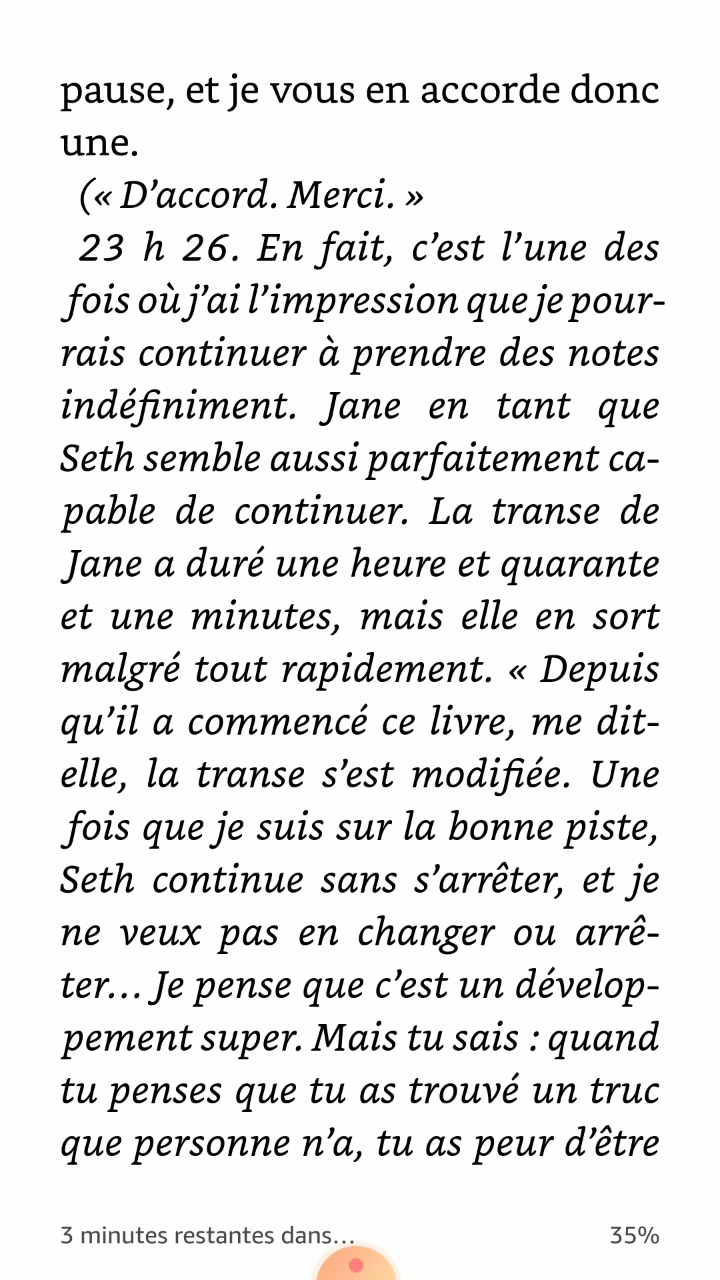 pause, et je vous en accorde donc
une.
(« D’accord. Merci. »
23 h 26. En fait, c’est l’une des
fois où j’ai l’impression que je pour-
rais continuer à prendre des notes
indéfiniment. Jane en tant que
Seth semble aussi parfaitement ca-
pable de continuer. La transe de
Jane a duré une heure et quarante
et une minutes, mais elle en sort
malgré tout rapidement. « Depuis
qu’il a commencé ce livre, me dit-
elle, la transe s’est modifiée. Une
fois que je suis sur la bonne piste,
Seth continue sans s’arrêter, et je
ne veux pas en changer ou arrê-
ter… Je pense que c’est un dévelop-
pement super. Mais tu sais : quand
tu penses que tu as trouvé un truc
que personne n’a, tu as peur d’être
3 minutes restantes dans… 35%